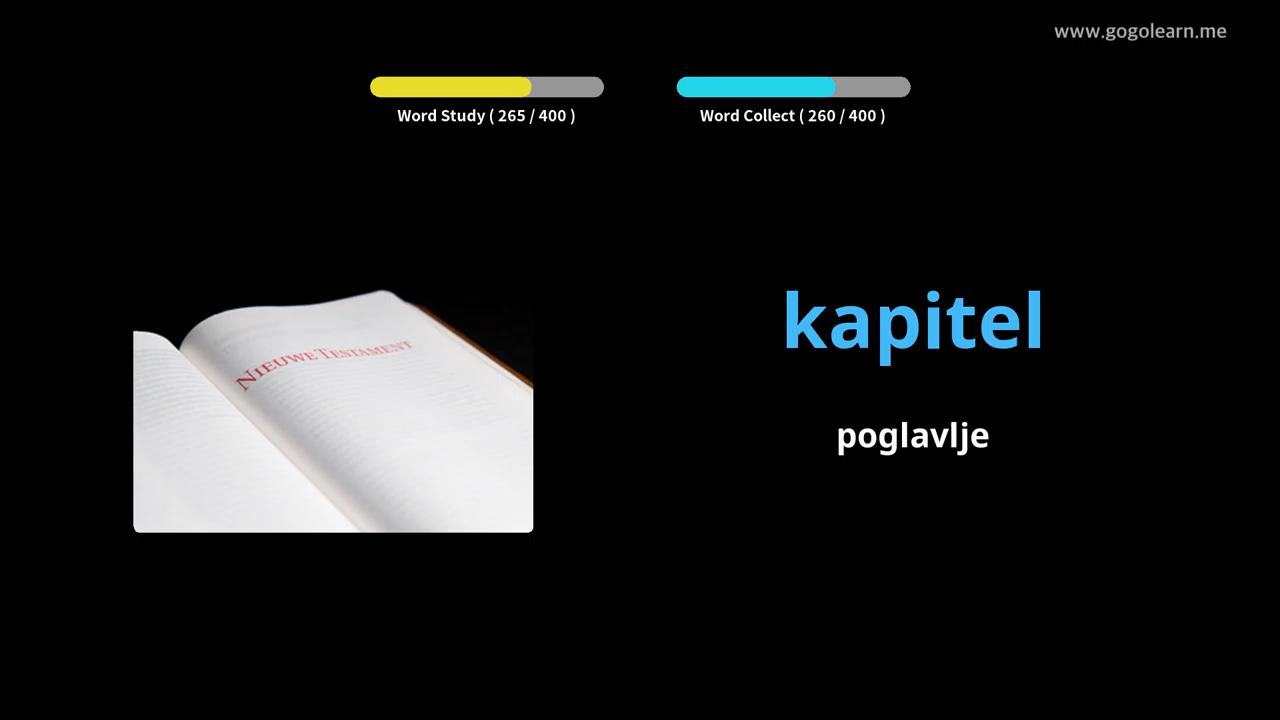 www.gogolearn.me
Word Study ( 265 / 400 )
Word Collect ( 260 / 400 )
NIEUWE TESTAMENT
kapitel
poglavlje